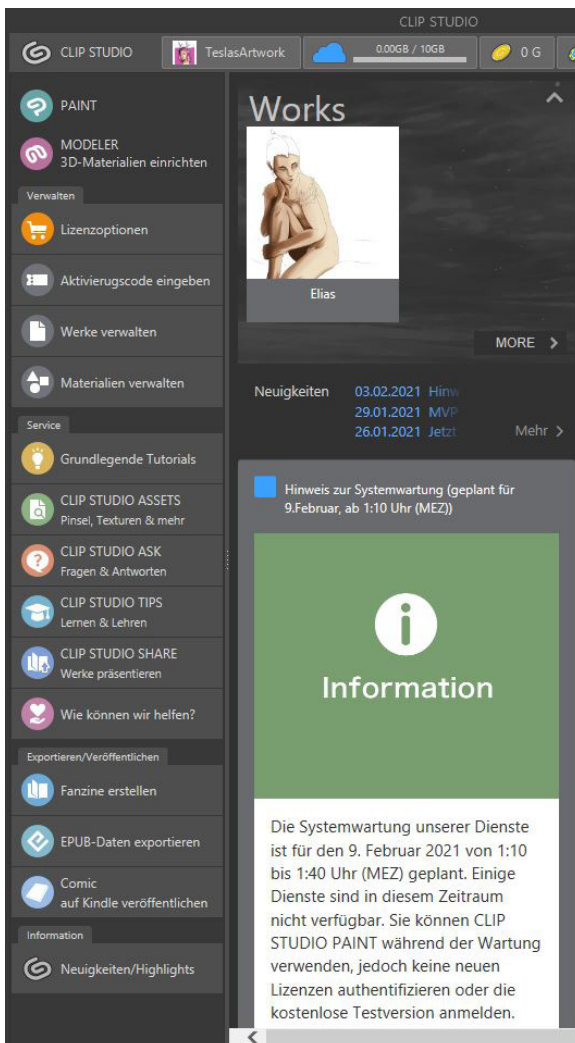 CLIP STUDIO
CLIP STUDIO
TeslasArtwork
0.00GB / 10GB
0 G
PAINT
MODELER
3D-Materialien einrichten
Verwalten
Lizenzoptionen
Aktivierugscode eingeben
Werke verwalten
Materialien verwalten
Service
Grundlegende Tutorials
CLIP STUDIO ASSETS
Pinsel, Texturen & mehr
CLIP STUDIO ASK
Fragen & Antworten
CLIP STUDIO TIPS
Lernen & Lehren
CLIP STUDIO SHARE
Werke präsentieren
Wie können wir helfen?
Exportieren/Veröffentlichen
Fanzine erstellen
EPUB-Daten exportieren
Comic
auf Kindle veröffentlichen
Information
Neuigkeiten/Highlights
Works
Elias
MORE
Neuigkeiten
03.02.2021 Hinw
29.01.2021 MVP
26.01.2021 Jetzt
Mehr
Hinweis zur Systemwartung (geplant für
9.Februar, ab 1:10 Uhr (MEZ))
Information
Die Systemwartung unserer Dienste
ist für den 9. Februar 2021 von 1:10
bis 1:40 Uhr (MEZ) geplant. Einige
Dienste sind in diesem Zeitraum
nicht verfügbar. Sie können CLIP
STUDIO PAINT während der Wartung
verwenden, jedoch keine neuen
Lizenzen authentifizieren oder die
kostenlose Testversion anmelden.